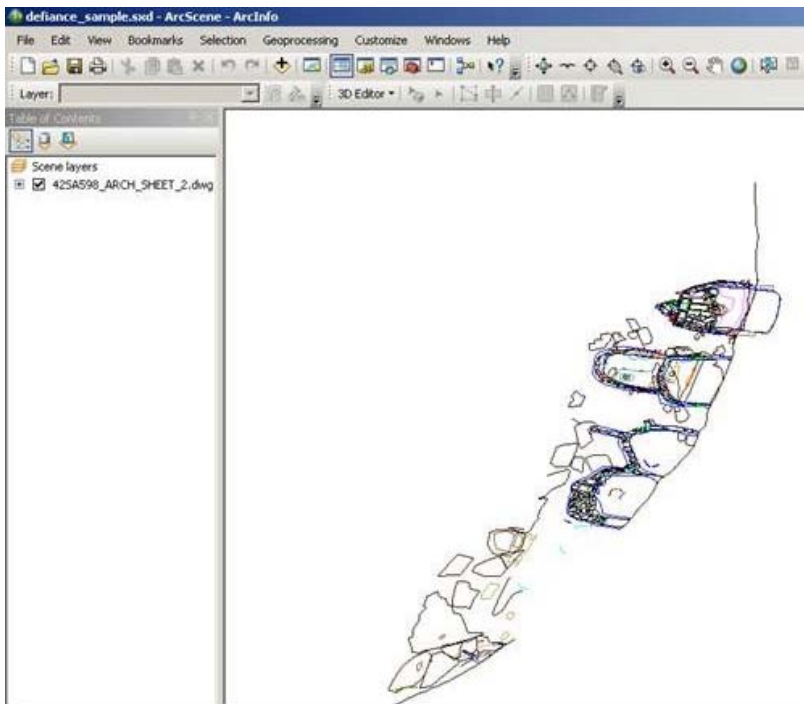 defiance_sample.sxd - ArcScene - ArcInfo
File Edit View Bookmarks Selection Geoprocessing Customize Windows Help
Layer: 3D Editor
Table of Contents
Scene layers
42SA598_ARCH_SHEET_2.dwg